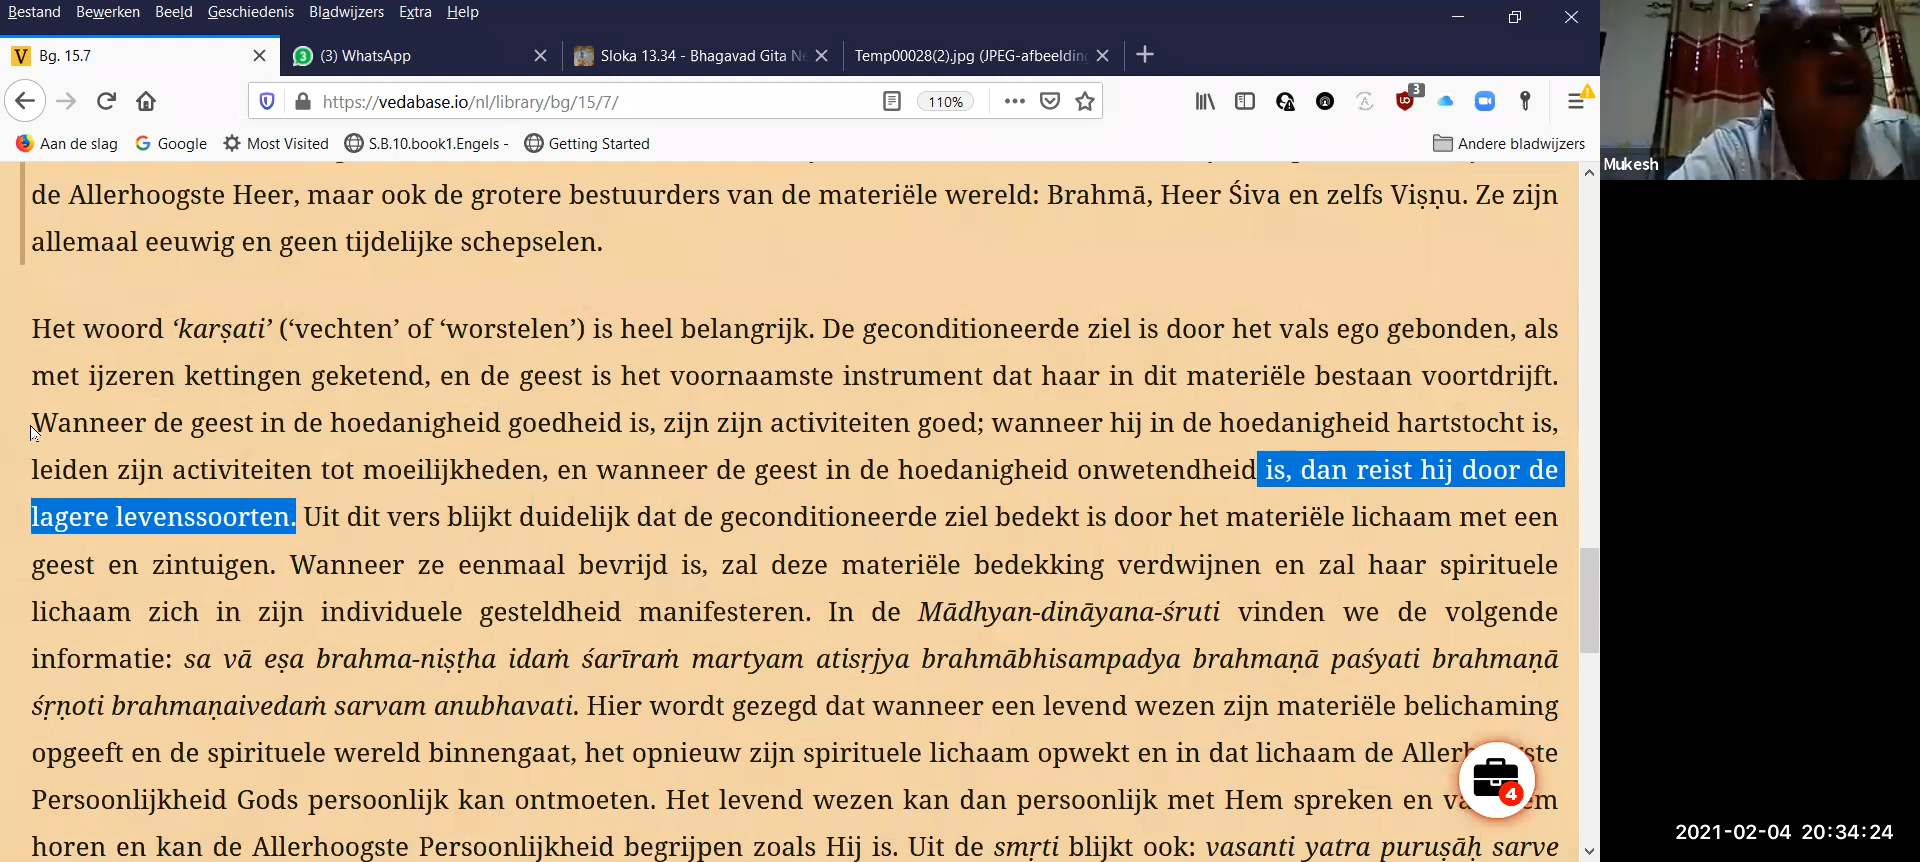 Bestand Bewerken Beeld Geschiedenis Bladwijzers Extra Help
Bg. 15.7 (3) WhatsApp Sloka 13.34 - Bhagavad Gita Ne Temp00028(2).jpg (JPEG-afbeelding
https://vedabase.io/nl/library/bg/15/7/ 110% 3
Aan de slag Google Most Visited S.B.10.book1.Engels - Getting Started Andere bladwijzers
Mukesh
de Allerhoogste Heer, maar ook de grotere bestuurders van de materiële wereld: Brahmā, Heer Śiva en zelfs Viṣṇu. Ze zijn
allemaal eeuwig en geen tijdelijke schepselen.
Het woord ‘karṣati’ (‘vechten’ of ‘worstelen’) is heel belangrijk. De geconditioneerde ziel is door het vals ego gebonden, als
met ijzeren kettingen geketend, en de geest is het voornaamste instrument dat haar in dit materiële bestaan voortdrijft.
Wanneer de geest in de hoedanigheid goedheid is, zijn zijn activiteiten goed; wanneer hij in de hoedanigheid hartstocht is,
leiden zijn activiteiten tot moeilijkheden, en wanneer de geest in de hoedanigheid onwetendheid is, dan reist hij door de
lagere levenssoorten. Uit dit vers blijkt duidelijk dat de geconditioneerde ziel bedekt is door het materiële lichaam met een
geest en zintuigen. Wanneer ze eenmaal bevrijd is, zal deze materiële bedekking verdwijnen en zal haar spirituele
lichaam zich in zijn individuele gesteldheid manifesteren. In de Mādhyan-dināyana-śruti vinden we de volgende
informatie: sa vā eṣa brahma-niṣṭha idaṁ śarīraṁ martyam atisṛjya brahmābhisampadya brahmaṇā paśyati brahmaṇā
śṛṇoti brahmaṇaivedaṁ sarvam anubhavati. Hier wordt gezegd dat wanneer een levend wezen zijn materiële belichaming
opgeeft en de spirituele wereld binnengaat, het opnieuw zijn spirituele lichaam opwekt en in dat lichaam de
Persoonlijkheid Gods persoonlijk kan ontmoeten. Het levend wezen kan dan persoonlijk met Hem spreken en
4
horen en kan de Allerhoogste Persoonlijkheid begrijpen zoals Hij is. Uit de smṛti blijkt ook: vasanti yatra puruṣāḥ sarve
2021-02-04 20:34:24